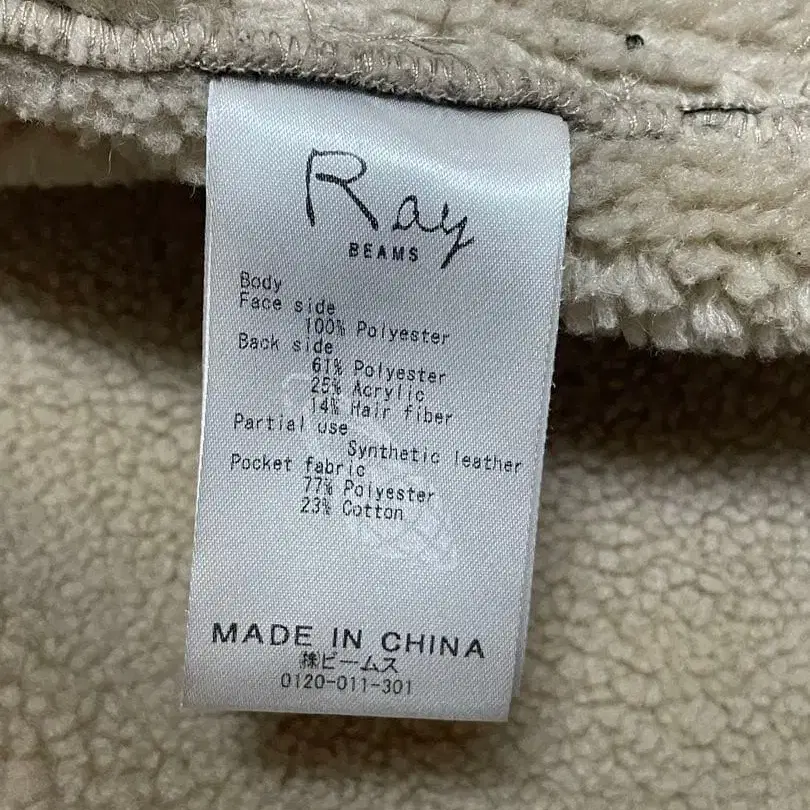 Ray
BEAMS
Body
Face side
100% Polyester
Back side
61% Polyester
25% Acrylic
14% Hair fiber
Partial use
Synthetic leather
Pocket fabric
77% Polyester
23% Cotton
MADE IN CHINA
㈱ビームス
0120-011-301